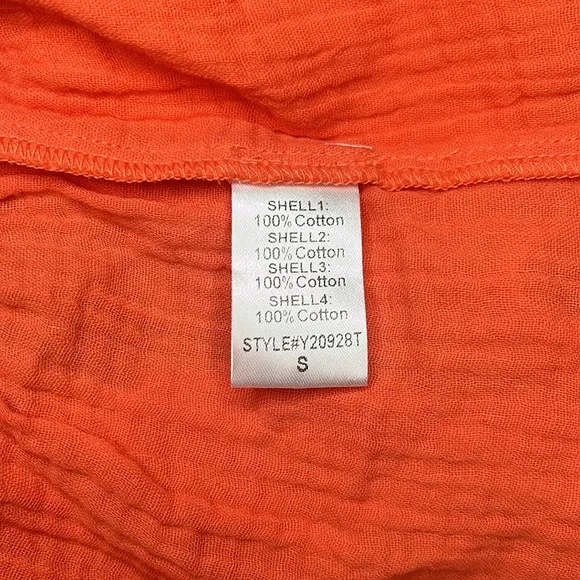 SHELL1:
100% Cotton
SHELL2:
100% Cotton
SHELL3:
100% Cotton
SHELL4:
100% Cotton
STYLE#Y20928T
S